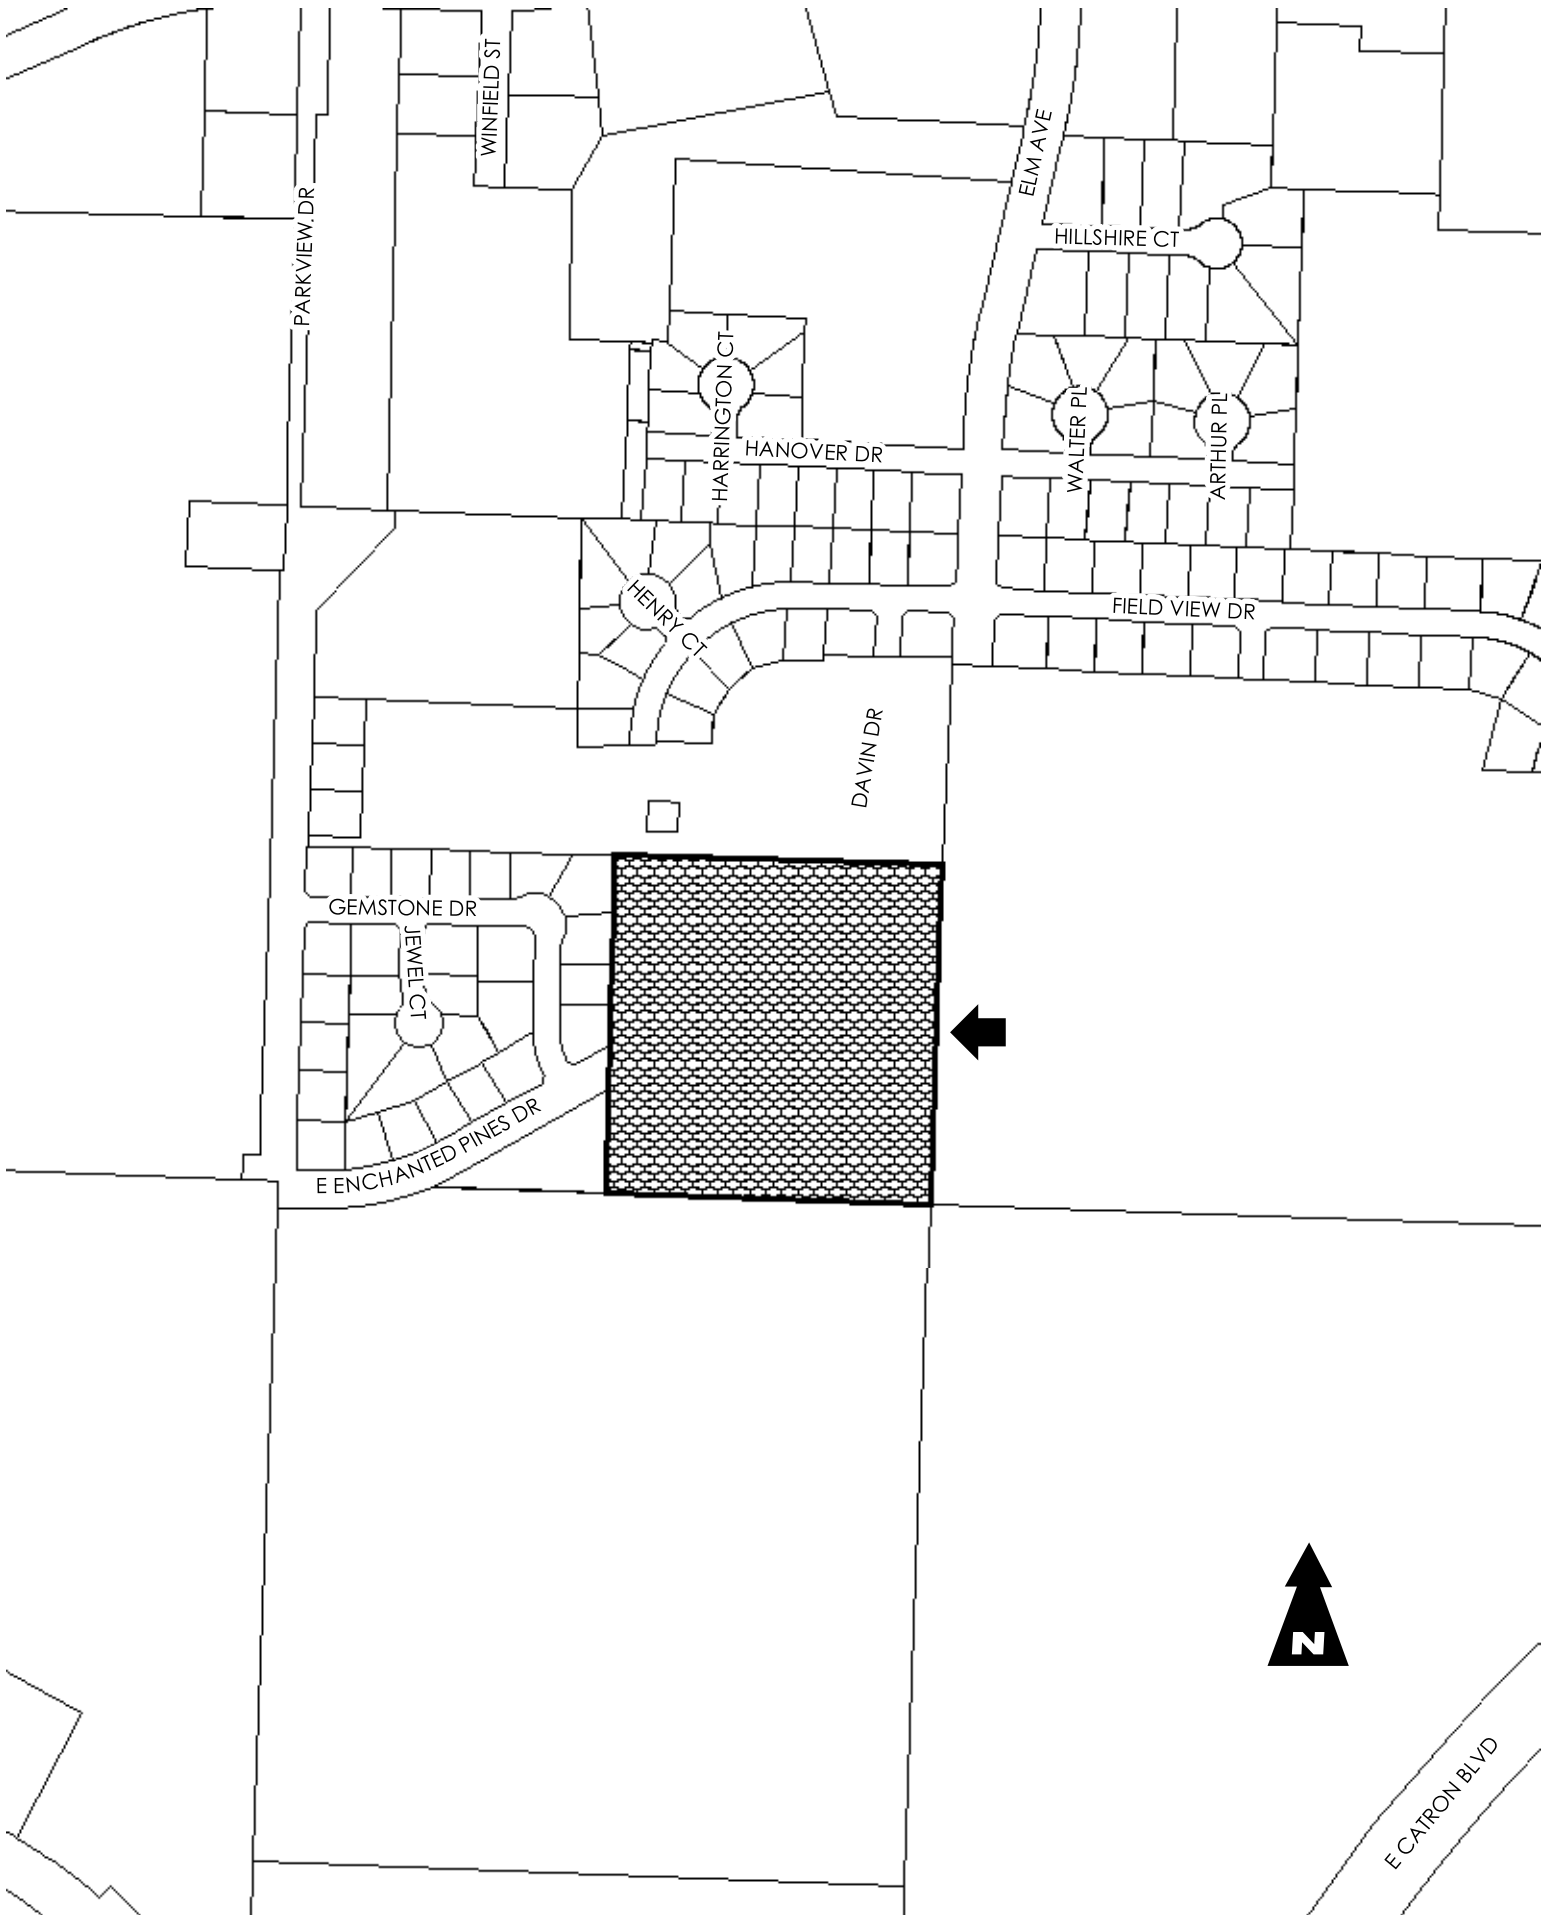 WINFIELD ST
ELM AVE
PARKVIEW DR
HILLSHIRE CT
HARRINGTON CT
WALTER PL
ARTHUR PL
HANOVER DR
HENRY CT
FIELD VIEW DR
DAVIN DR
GEMSTONE DR
JEWEL CT
E ENCHANTED PINES DR
N
E CATRON BLVD